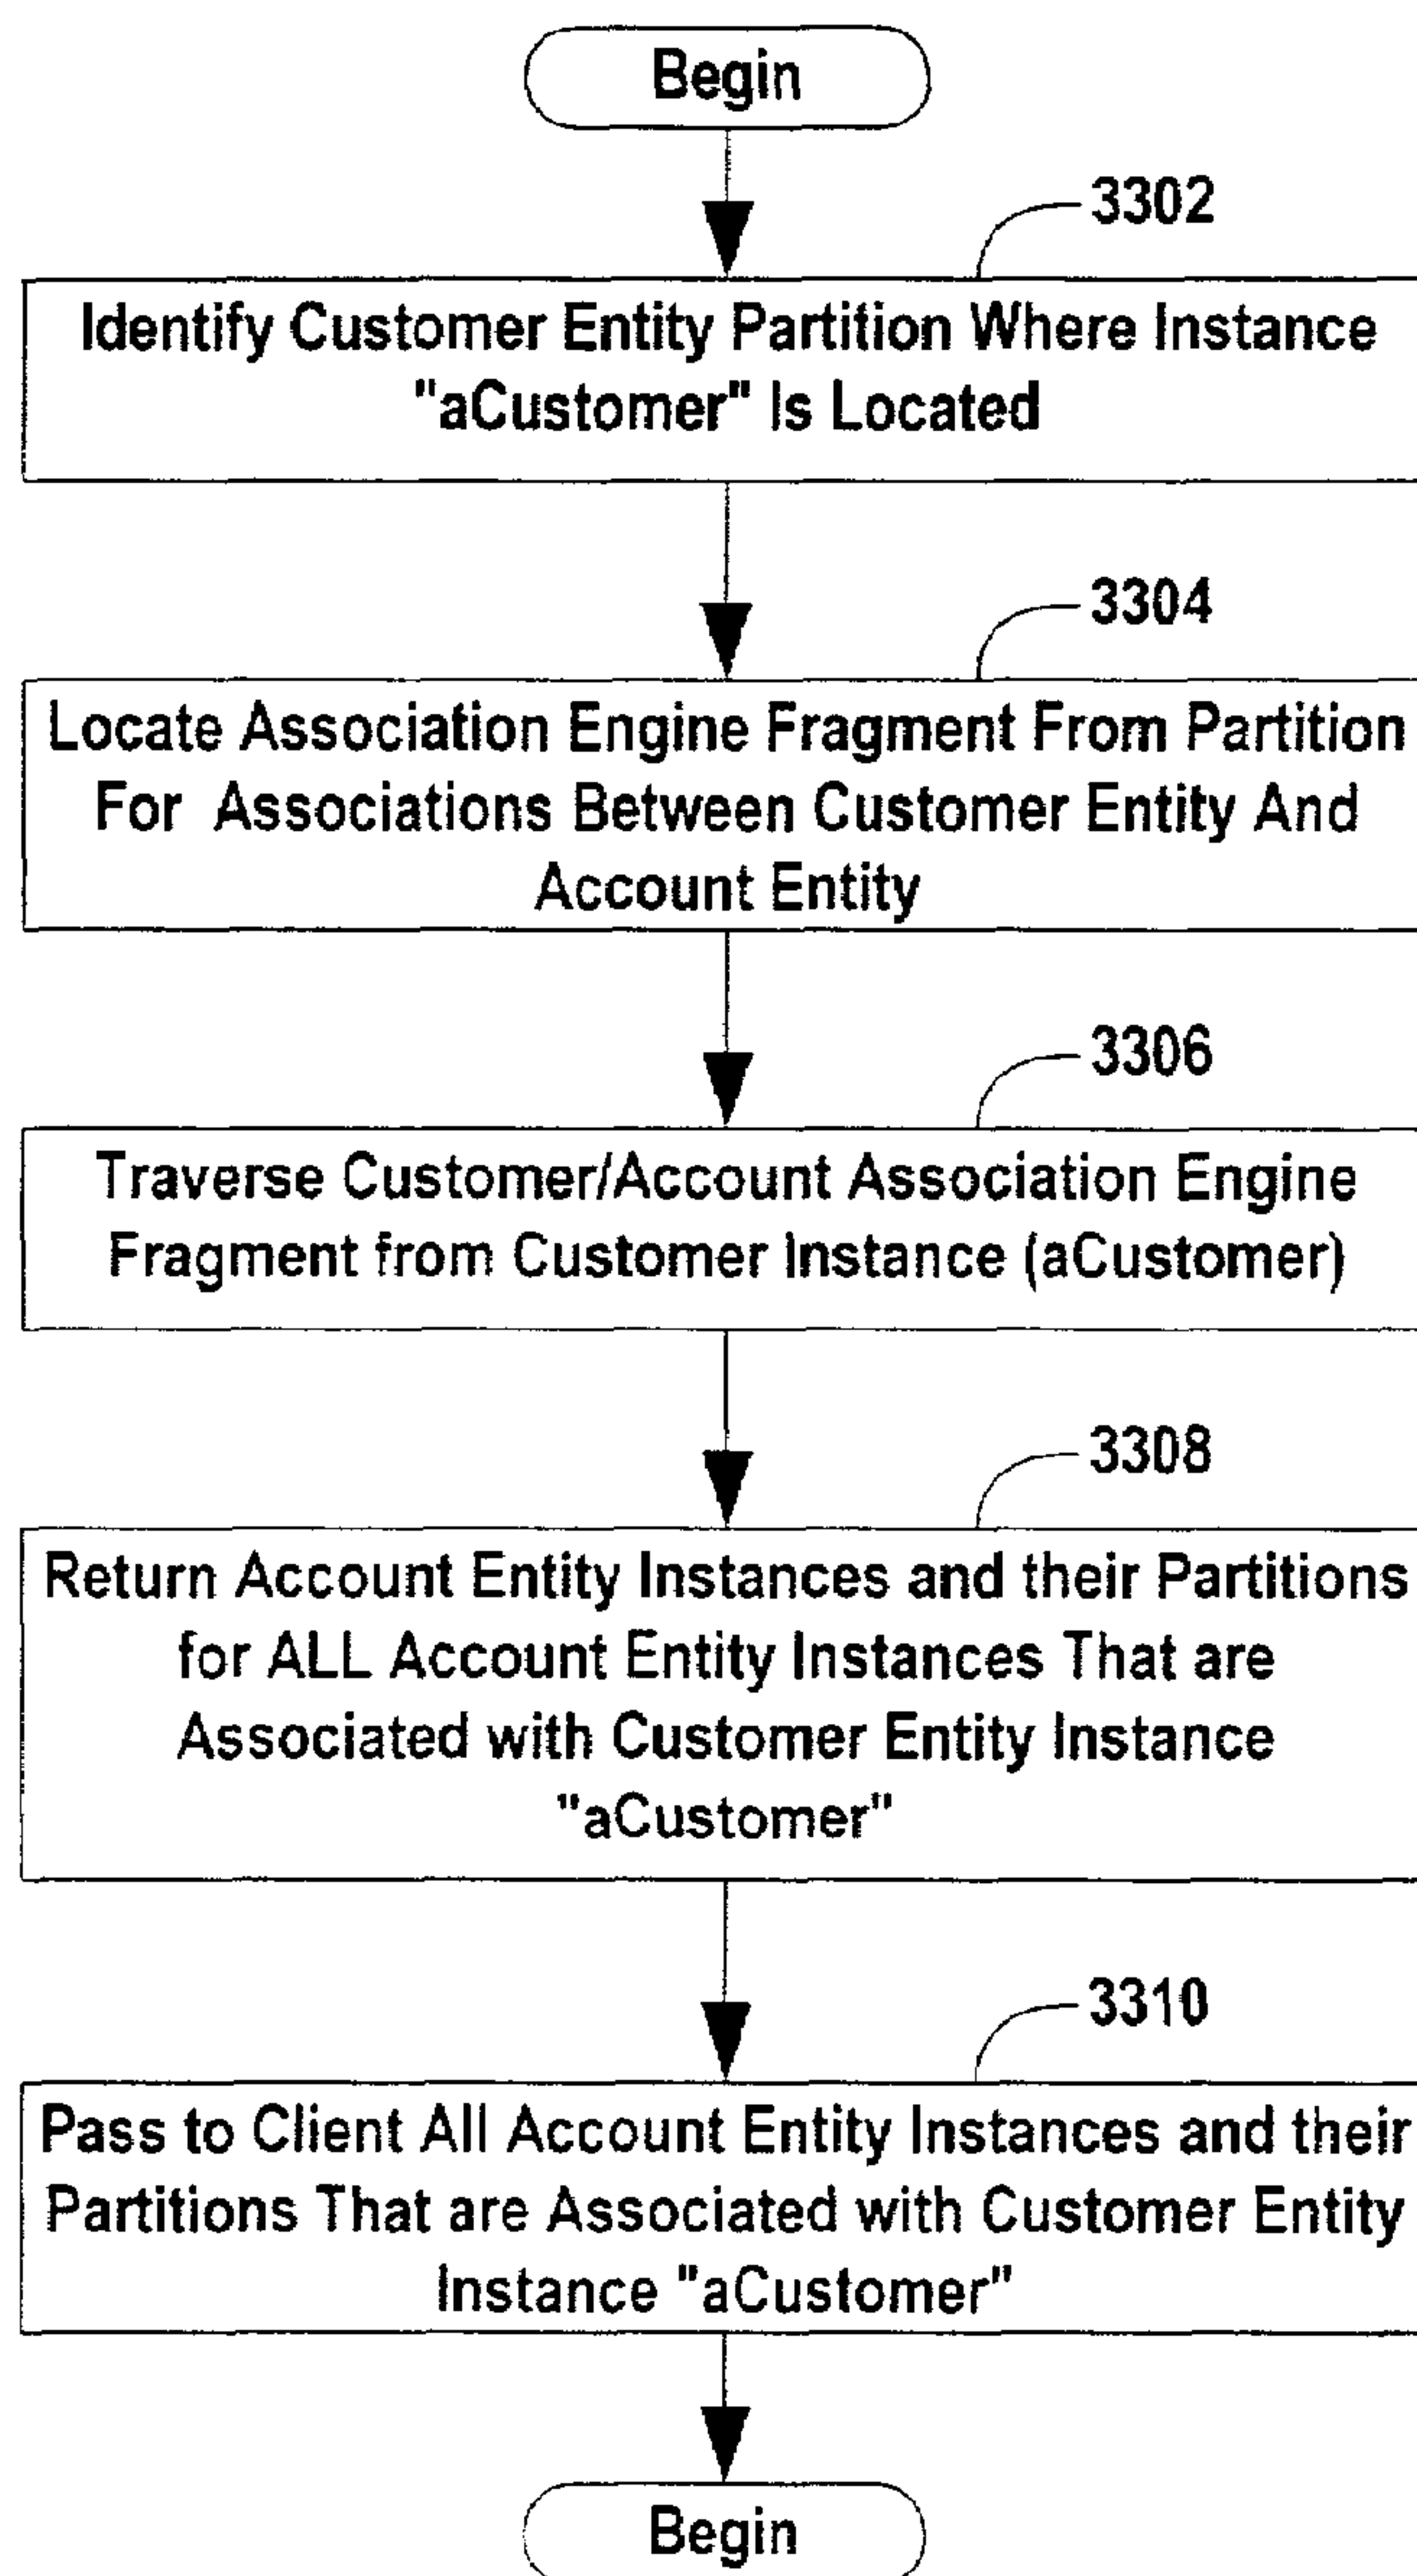 Begin
3302
Identify Customer Entity Partition Where Instance
"aCustomer" Is Located
3304
Locate Association Engine Fragment From Partition
For Associations Between Customer Entity And
Account Entity
3306
Traverse Customer/Account Association Engine
Fragment from Customer Instance (aCustomer)
3308
Return Account Entity Instances and their Partitions
for ALL Account Entity Instances That are
Associated with Customer Entity Instance
"aCustomer"
3310
Pass to Client All Account Entity Instances and their
Partitions That are Associated with Customer Entity
Instance "aCustomer"
Begin